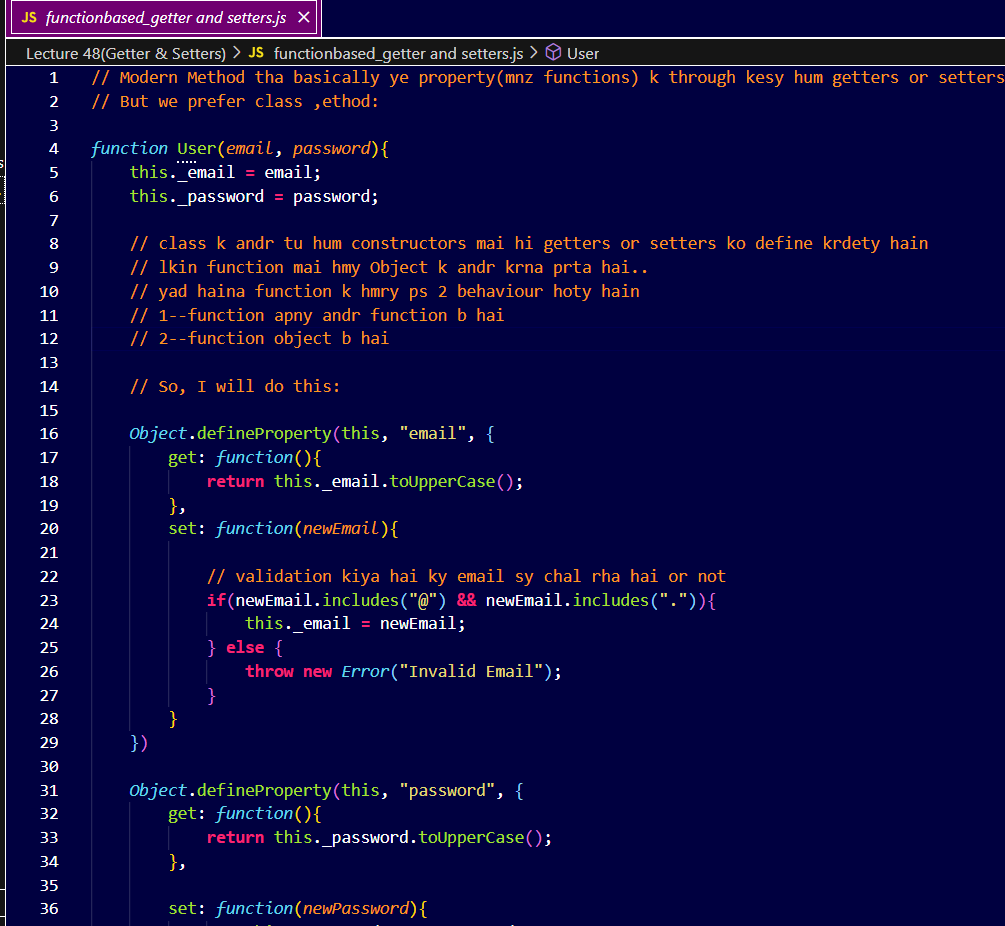 JS functionbased_getter and setters.js ×
Lecture 48(Getter & Setters) > JS functionbased_getter and setters.js > User
1 // Modern Method tha basically ye property(mnz functions) k through kesy hum getters or setters
2 // But we prefer class ,ethod:
3
4 function User(email, password){
5 this._email = email;
6 this._password = password;
7
8 // class k andr tu hum constructors mai hi getters or setters ko define krdety hain
9 // lkin function mai hmy Object k andr krna prta hai..
10 // yad haina function k hmry ps 2 behaviour hoty hain
11 // 1--function apny andr function b hai
12 // 2--function object b hai
13
14 // So, I will do this:
15
16 Object.defineProperty(this, "email", {
17 get: function(){
18 return this._email.toUpperCase();
19 },
20 set: function(newEmail){
21
22 // validation kiya hai ky email sy chal rha hai or not
23 if(newEmail.includes("@") && newEmail.includes(".")){
24 this._email = newEmail;
25 } else {
26 throw new Error("Invalid Email");
27 }
28 }
29 })
30
31 Object.defineProperty(this, "password", {
32 get: function(){
33 return this._password.toUpperCase();
34 },
35
36 set: function(newPassword){